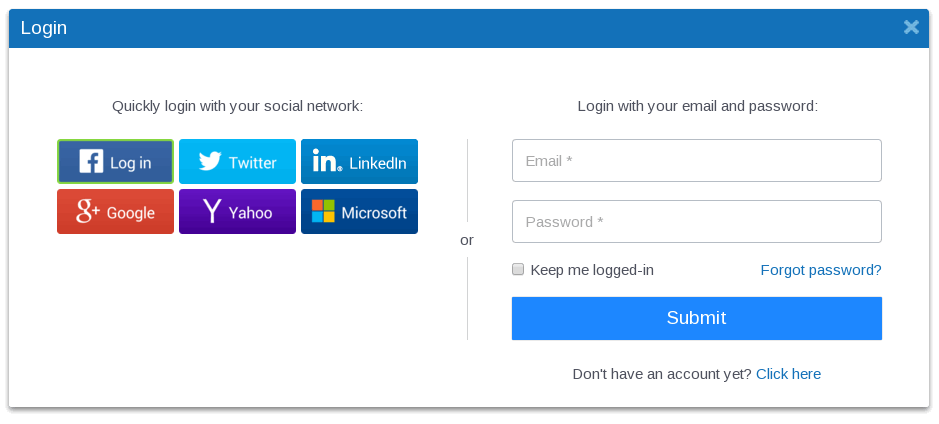 Login
Quickly login with your social network:
Log in
Twitter
LinkedIn
Google
Yahoo
Microsoft
or
Login with your email and password:
Email *
Password *
Keep me logged-in
Forgot password?
Submit
Don't have an account yet? Click here